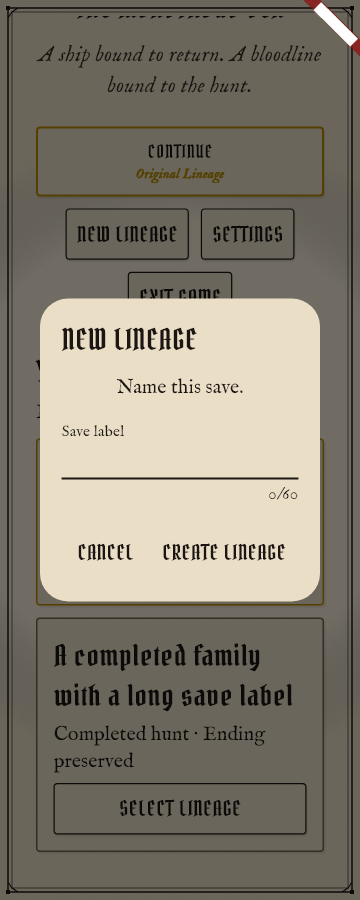 A ship bound to return. A bloodline
bound to the hunt.
CONTINUE
Original Lineage
NEW LINEAGE
SETTINGS
EXIT GAME
NEW LINEAGE
Name this save.
Save label
0/60
CANCEL
CREATE LINEAGE
A completed family
with a long save label
Completed hunt · Ending
preserved
SELECT LINEAGE